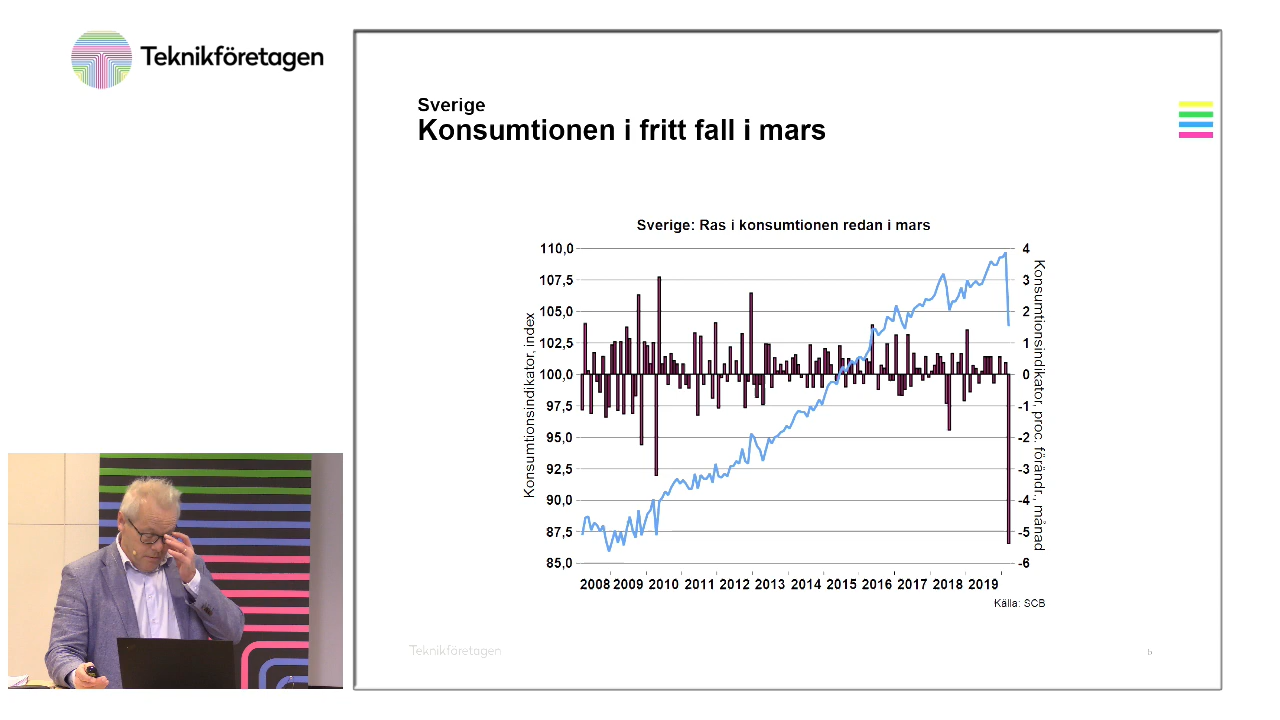 Teknikföretagen
Sverige
Konsumtionen i fritt fall i mars
Sverige: Ras i konsumtionen redan i mars
110,0
107,5
105,0
102,5
100,0
97,5
95,0
92,5
90,0
87,5
85,0
Konsumtionsindikator, index
4
3
2
1
0
-1
-2
-3
-4
-5
-6
Konsumtionsindikator, proc. förändr., månad
2008 2009 2010 2011 2012 2013 2014 2015 2016 2017 2018 2019
Källa: SCB
Teknikföretagen